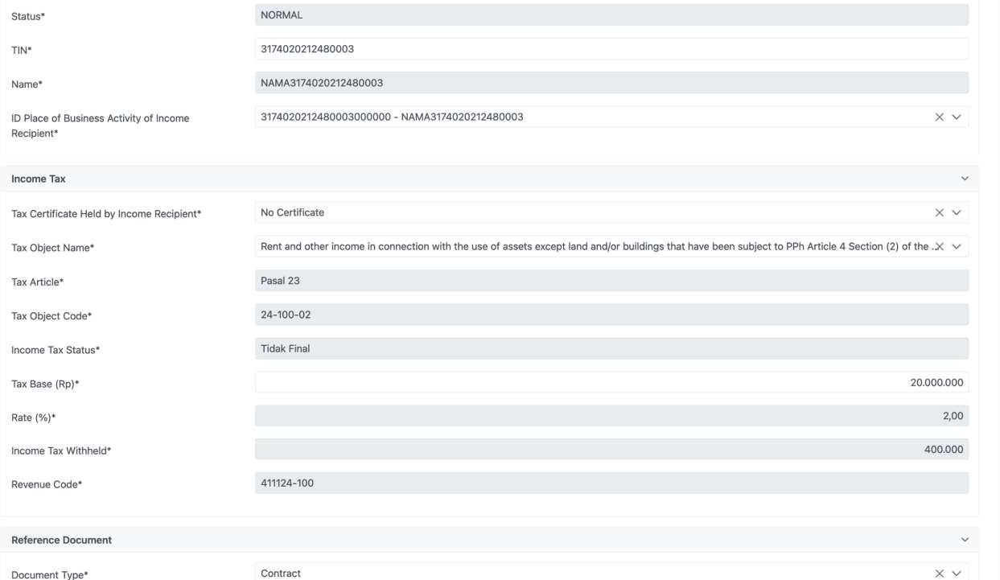 Status*
NORMAL
TIN*
3174020212480003
Name*
NAMA3174020212480003
ID Place of Business Activity of Income
Recipient*
3174020212480003000000 - NAMA3174020212480003
Income Tax
Tax Certificate Held by Income Recipient*
No Certificate
Tax Object Name*
Rent and other income in connection with the use of assets except land and/or buildings that have been subject to PPh Article 4 Section (2) of the ...
Tax Article*
Pasal 23
Tax Object Code*
24-100-02
Income Tax Status*
Tidak Final
Tax Base (Rp)*
20.000.000
Rate (%)*
2,00
Income Tax Withheld*
400.000
Revenue Code*
411124-100
Reference Document
Document Type*
Contract